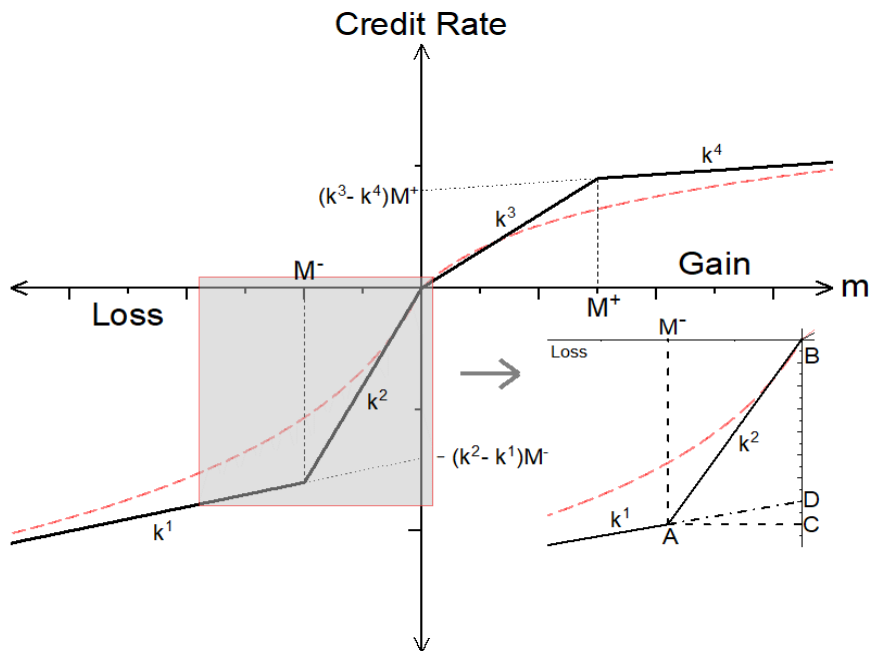 Credit Rate
k⁴
(k³- k⁴)M⁺
k³
M⁻
Gain
m
Loss
M⁺
M⁻
Loss
B
k²
k²
- (k²- k¹)M⁻
D
k¹
C
k¹
A